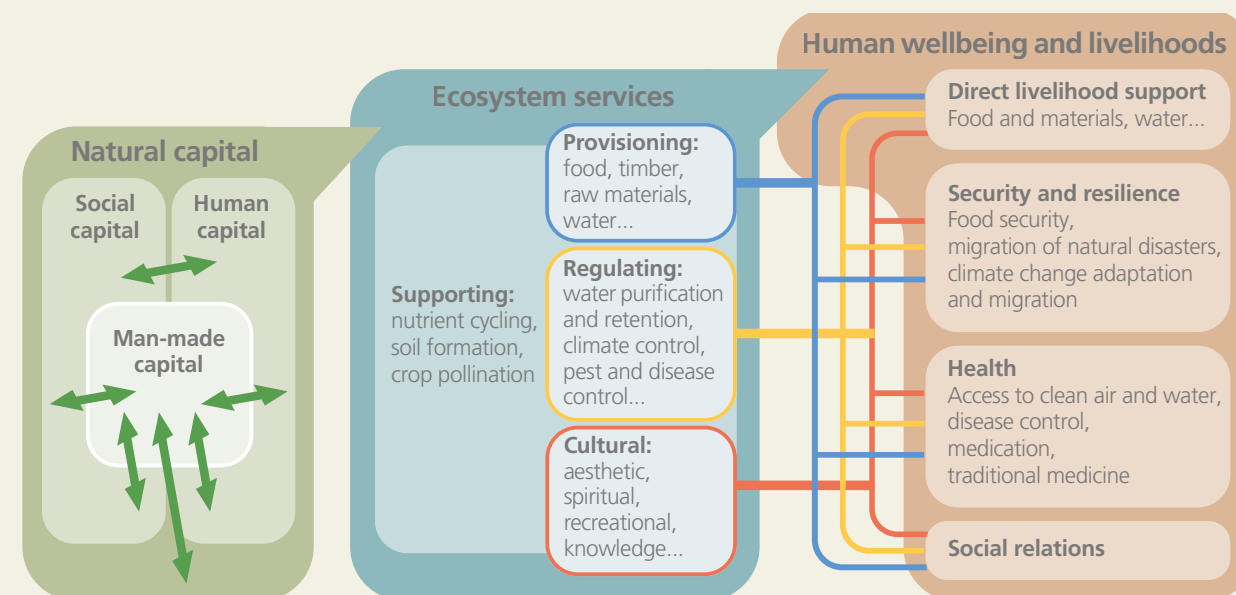 Natural capital
Social
capital
Human
capital
Man-made
capital
Ecosystem services
Supporting:
nutrient cycling,
soil formation,
crop pollination
Provisioning:
food, timber,
raw materials,
water...
Regulating:
water purification
and retention,
climate control,
pest and disease
control...
Cultural:
aesthetic,
spiritual,
recreational,
knowledge...
Human wellbeing and livelihoods
Direct livelihood support
Food and materials, water...
Security and resilience
Food security,
migration of natural disasters,
climate change adaptation
and migration
Health
Access to clean air and water,
disease control,
medication,
traditional medicine
Social relations